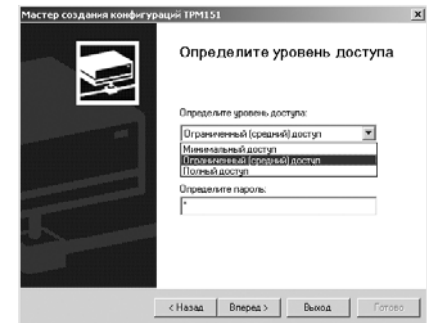 Мастер создания конфигураций ТРМ151
Определите уровень доступа
Определите уровень доступа:
Ограниченный (средний) доступ
Минимальный доступ
Ограниченный (средний) доступ
Полный доступ
Определите пароль:
*
< Назад Вперед > Выход Готово